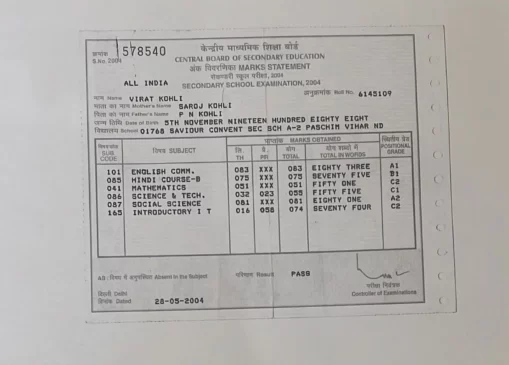 क्रमांक 578540 केन्द्रीय माध्यमिक शिक्षा बोर्ड
S.No. 2004 CENTRAL BOARD OF SECONDARY EDUCATION
अंक विवरणिका MARKS STATEMENT
सेकण्डरी स्कूल परीक्षा, 2004
ALL INDIA SECONDARY SCHOOL EXAMINATION, 2004
नाम Name VIRAT KOHLI अनुक्रमांक Roll No. 6145109
माता का नाम Mother's Name SAROJ KOHLI
पिता का नाम Father's Name P N KOHLI
जन्म तिथि Date of Birth 5TH NOVEMBER NINETEEN HUNDRED EIGHTY EIGHT
विद्यालय School 01768 SAVIOUR CONVENT SEC SCH A-2 PASCHIM VIHAR ND
SUB CODE विषय SUBJECT प्राप्तांक MARKS OBTAINED POSITIONAL GRADE
TH PR. योग TOTAL योग शब्दों में TOTAL IN WORDS
101 ENGLISH COMM. 083 XXX 083 EIGHTY THREE A1
085 HINDI COURSE-B 075 XXX 075 SEVENTY FIVE B1
041 MATHEMATICS 051 XXX 051 FIFTY ONE C2
086 SCIENCE & TECH. 032 023 055 FIFTY FIVE C1
087 SOCIAL SCIENCE 081 XXX 081 EIGHTY ONE A2
165 INTRODUCTORY I T 016 058 074 SEVENTY FOUR C2
AB : विषय में अनुपस्थित Absent in the Subject परिणाम Result PASS
दिल्ली Delhi
दिनांक Dated 28-05-2004 परीक्षा नियंत्रक
Controller of Examinations